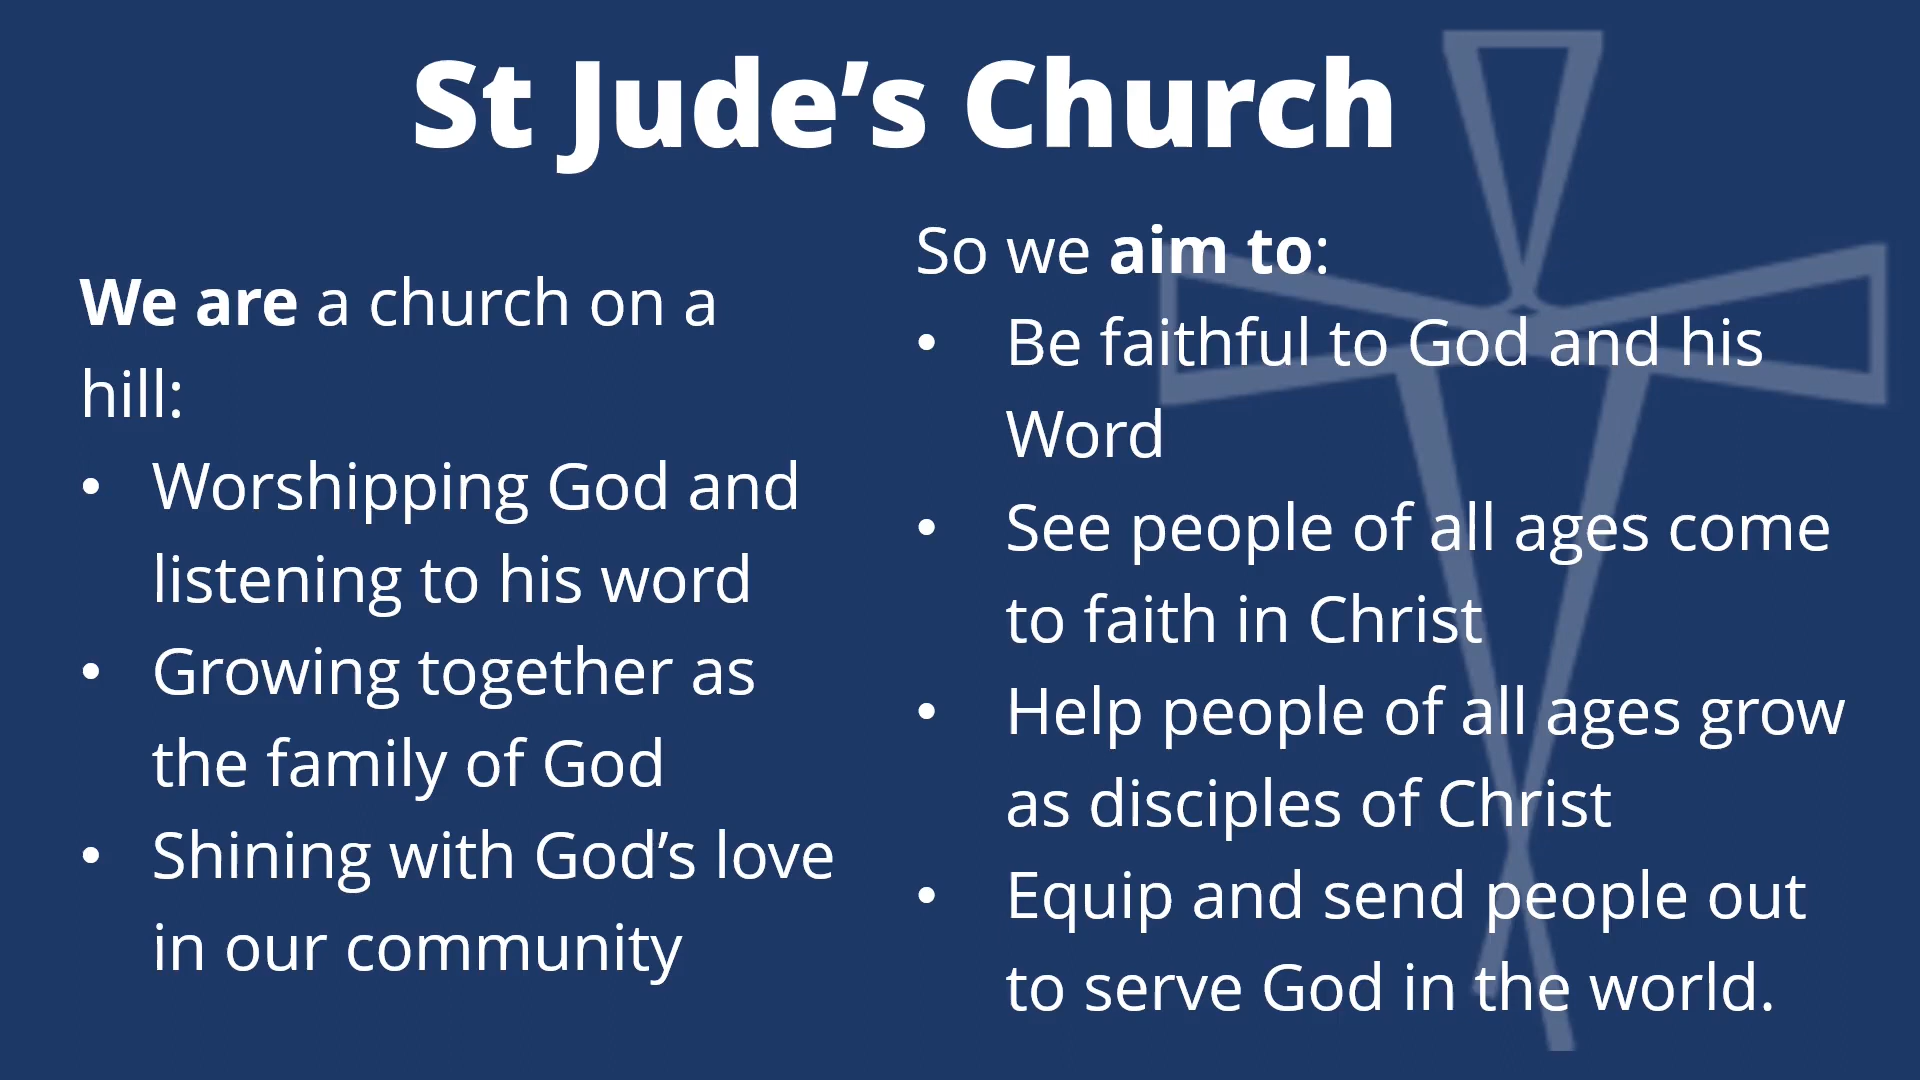 St Jude’s Church
We are a church on a
hill:
• Worshipping God and
listening to his word
• Growing together as
the family of God
• Shining with God’s love
in our community
So we aim to:
• Be faithful to God and his
Word
• See people of all ages come
to faith in Christ
• Help people of all ages grow
as disciples of Christ
• Equip and send people out
to serve God in the world.